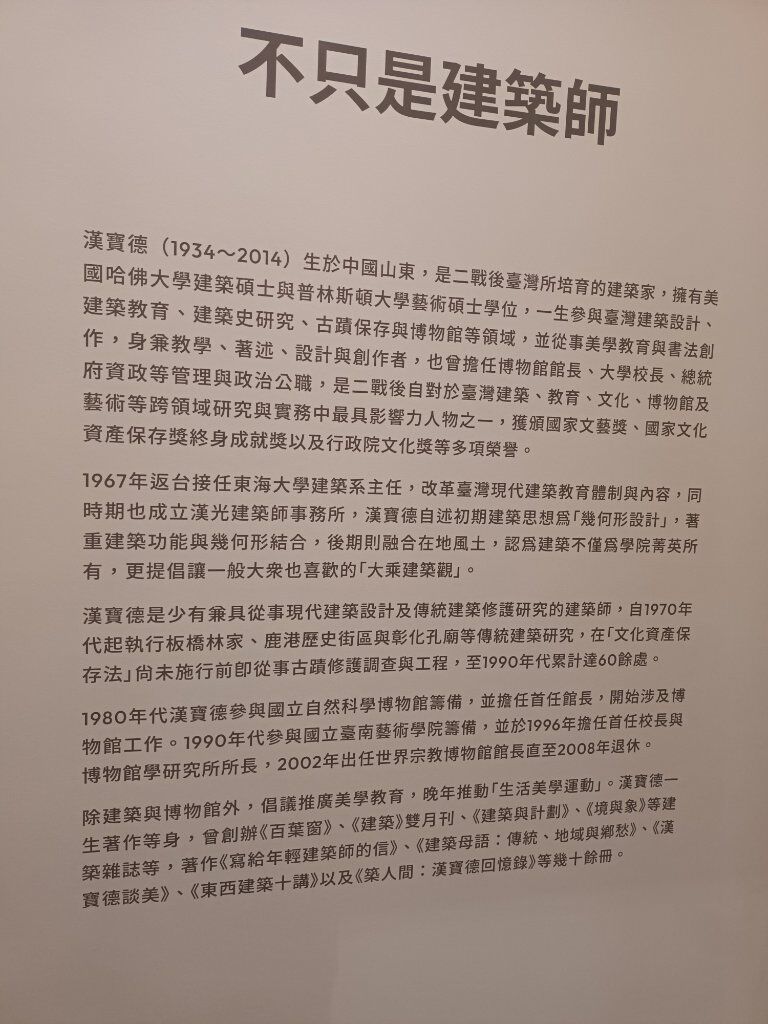 不只是建築師
漢寶德（1934～2014）生於中國山東，是二戰後臺灣所培育的建築家，擁有美
國哈佛大學建築碩士與普林斯頓大學藝術碩士學位，一生參與臺灣建築設計、
建築教育、建築史研究、古蹟保存與博物館等領域，並從事美學教育與書法創
作，身兼教學、著述、設計與創作者，也曾擔任博物館館長、大學校長、總統
府資政等管理與政治公職，是二戰後自對於臺灣建築、教育、文化、博物館及
藝術等跨領域研究與實務中最具影響力人物之一，獲頒國家文藝獎、國家文化
資產保存獎終身成就獎以及行政院文化獎等多項榮譽。
1967年返台接任東海大學建築系主任，改革臺灣現代建築教育體制與內容，同
時期也成立漢光建築師事務所，漢寶德自述初期建築思想爲「幾何形設計」，著
重建築功能與幾何形結合，後期則融合在地風土，認爲建築不僅爲學院菁英所
有，更提倡讓一般大衆也喜歡的「大乘建築觀」。
漢寶德是少有兼具從事現代建築設計及傳統建築修護研究的建築師，自1970年
代起執行板橋林家、鹿港歷史街區與彰化孔廟等傳統建築研究，在「文化資產保
存法」尚未施行前卽從事古蹟修護調查與工程，至1990年代累計達60餘處。
1980年代漢寶德參與國立自然科學博物館籌備，並擔任首任館長，開始涉及博
物館工作。1990年代參與國立臺南藝術學院籌備，並於1996年擔任首任校長與
博物館學研究所所長，2002年出任世界宗教博物館館長直至2008年退休。
除建築與博物館外，倡議推廣美學教育，晚年推動「生活美學運動」。漢寶德一
生著作等身，曾創辦《百葉窗》、《建築》雙月刊、《建築與計劃》、《境與象》等建
築雜誌等，著作《寫給年輕建築師的信》、《建築母語：傳統、地域與鄉愁》、《漢
寶德談美》、《東西建築十講》以及《築人間：漢寶德回憶錄》等幾十餘冊。